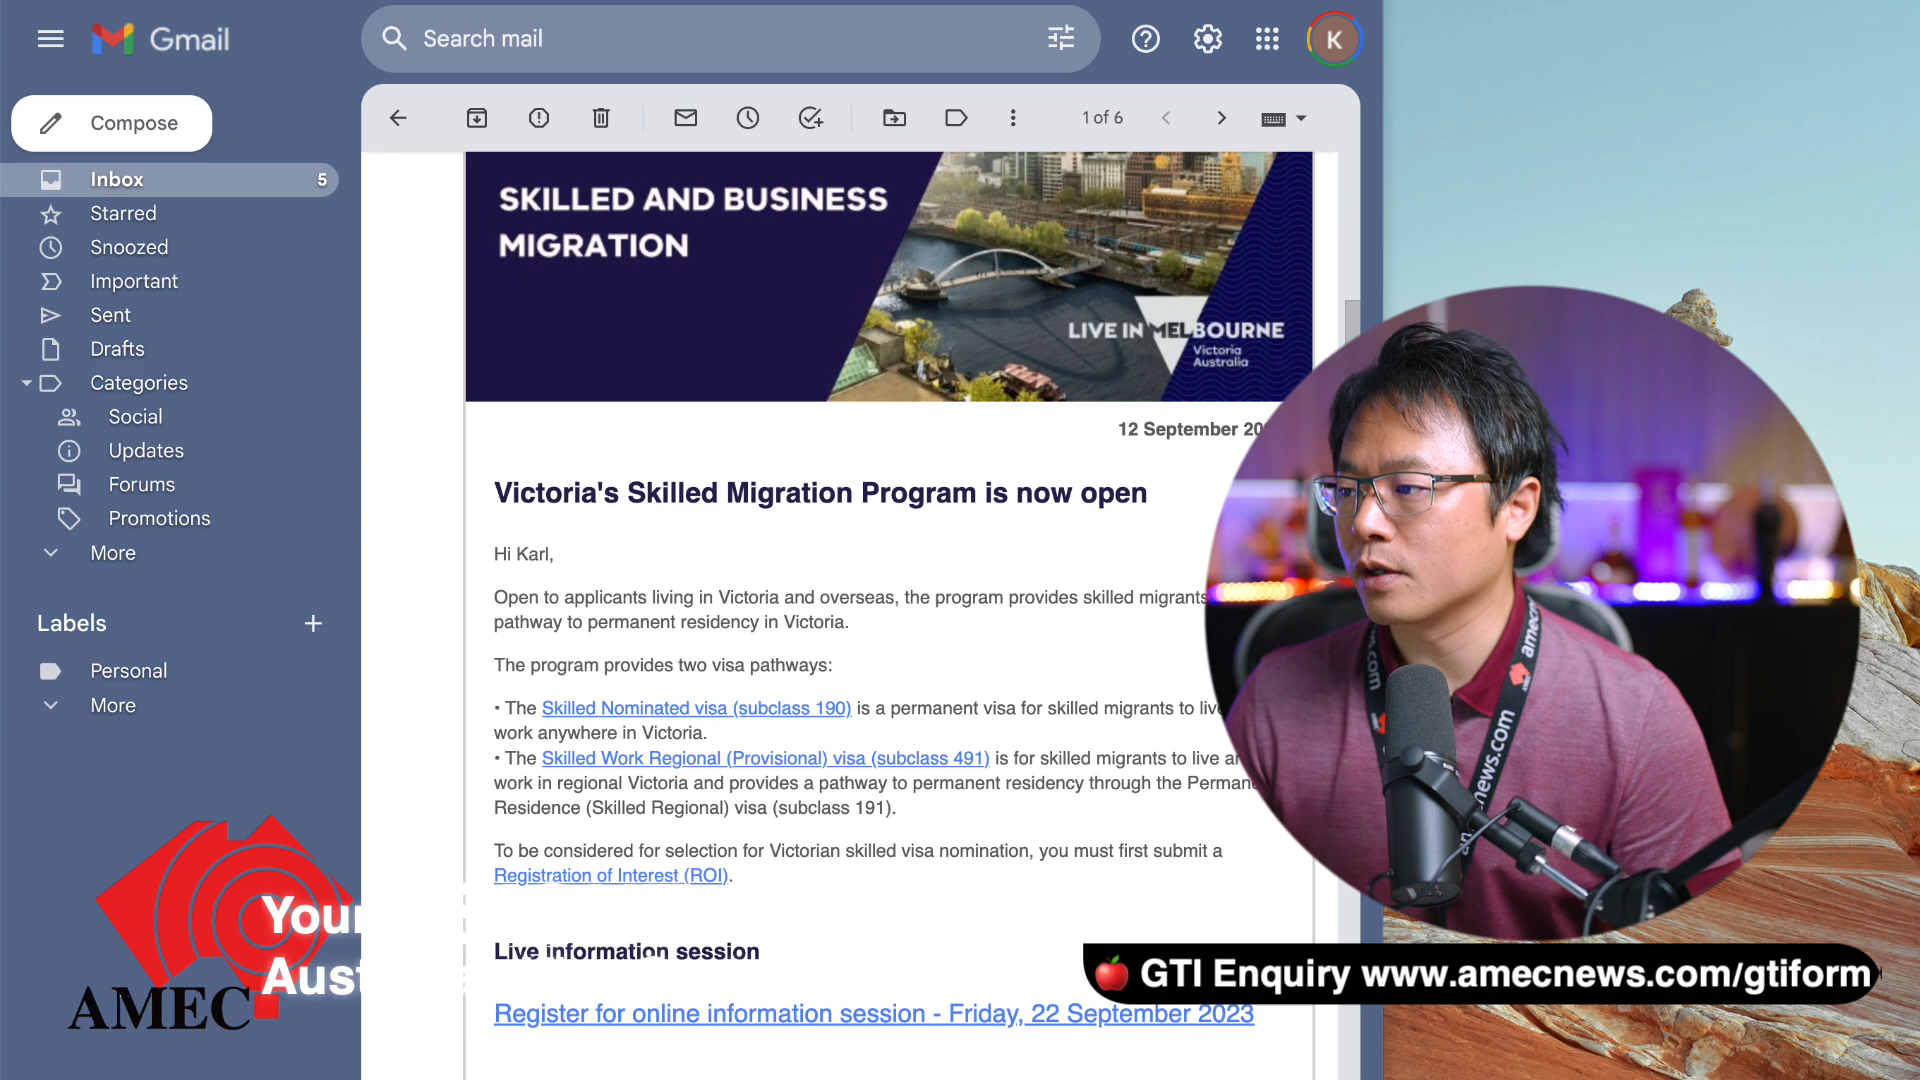 Gmail
Search mail
K
Compose
1 of 6
Inbox 5
Starred
Snoozed
Important
Sent
Drafts
Categories
Social
Updates
Forums
Promotions
More
Labels
Personal
More
SKILLED AND BUSINESS
MIGRATION
LIVE IN MELBOURNE
Victoria
Australia
12 September
Victoria's Skilled Migration Program is now open
Hi Karl,
Open to applicants living in Victoria and overseas, the program provides skilled migrants
pathway to permanent residency in Victoria.
The program provides two visa pathways:
• The Skilled Nominated visa (subclass 190) is a permanent visa for skilled migrants to
work anywhere in Victoria.
• The Skilled Work Regional (Provisional) visa (subclass 491) is for skilled migrants to live
work in regional Victoria and provides a pathway to permanent residency through the
Residence (Skilled Regional) visa (subclass 191).
To be considered for selection for Victorian skilled visa nomination, you must first submit a
Registration of Interest (ROI).
Live information session
Register for online information session - Friday, 22 September 2023
AMEC
Your
🍎 GTI Enquiry www.amecnews.com/gtiform
news.com